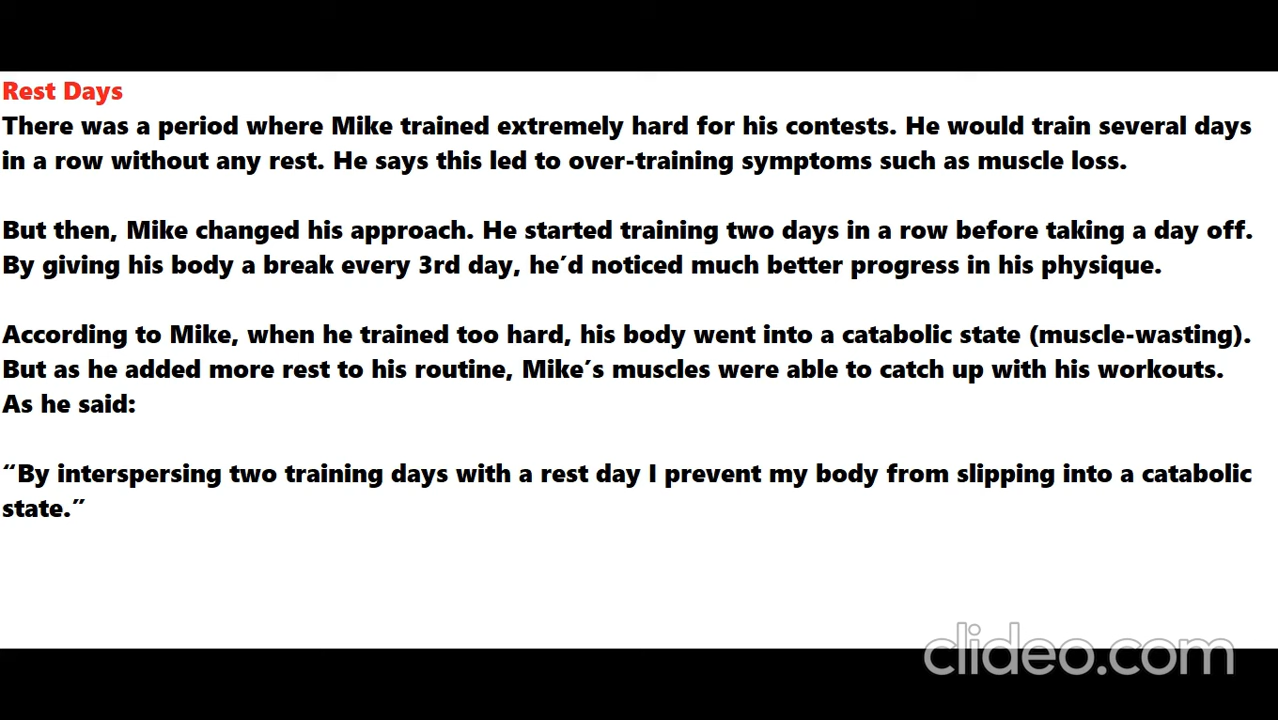 Rest Days
There was a period where Mike trained extremely hard for his contests. He would train several days
in a row without any rest. He says this led to over-training symptoms such as muscle loss.
But then, Mike changed his approach. He started training two days in a row before taking a day off.
By giving his body a break every 3rd day, he′d noticed much better progress in his physique.
According to Mike, when he trained too hard, his body went into a catabolic state (muscle-wasting).
But as he added more rest to his routine, Mike′s muscles were able to catch up with his workouts.
As he said:
“By interspersing two training days with a rest day I prevent my body from slipping into a catabolic
state.”
clideo.com